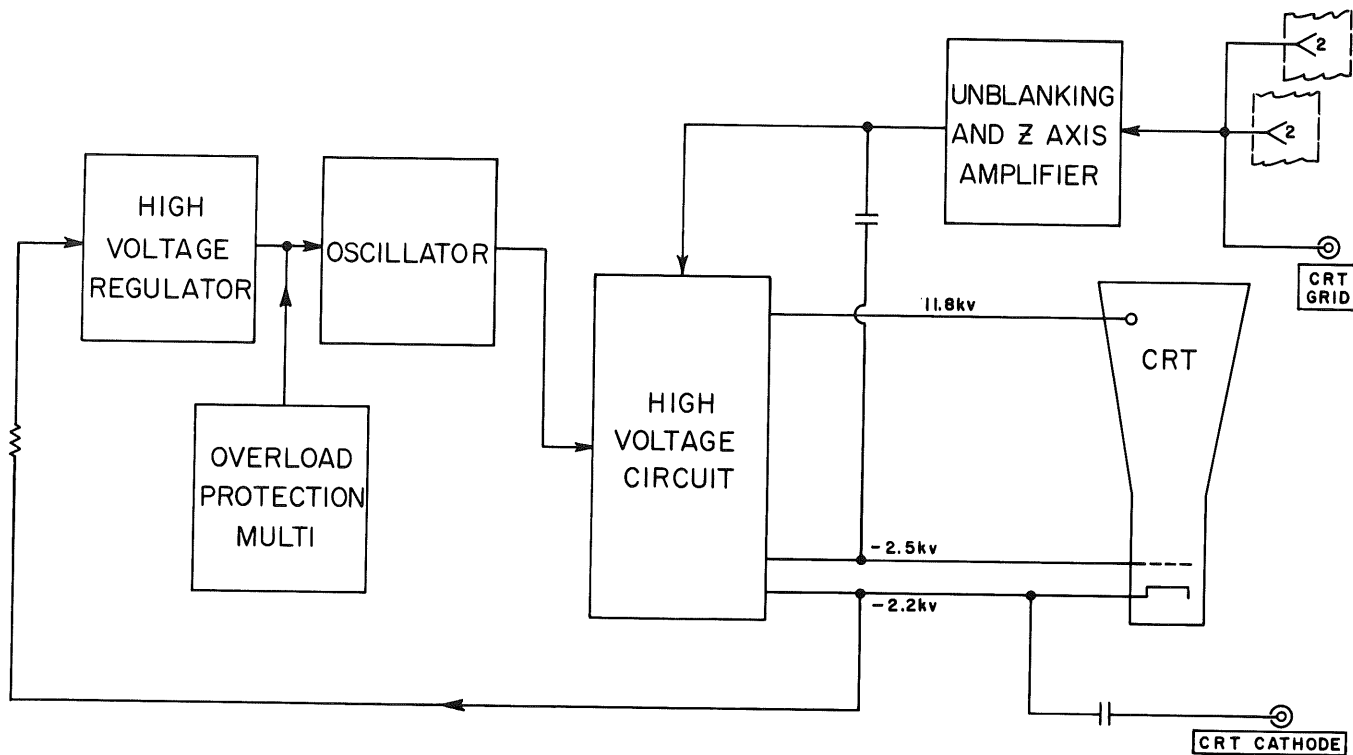 2
2
UNBLANKING
AND Z AXIS
AMPLIFIER
HIGH
VOLTAGE
REGULATOR
OSCILLATOR
CRT
GRID
11.8kv
CRT
HIGH
VOLTAGE
CIRCUIT
OVERLOAD
PROTECTION
MULTI
-2.5kv
-2.2kv
CRT CATHODE